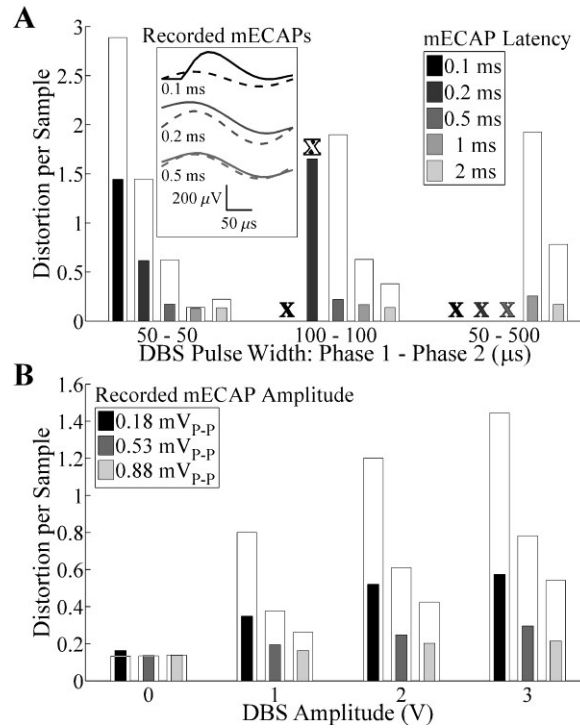 A
Distortion per Sample
3
2.5
2
1.5
1
0.5
0
Recorded mECAPs
0.1 ms
0.2 ms
0.5 ms
200 μV
50 μs
mECAP Latency
0.1 ms
0.2 ms
0.5 ms
1 ms
2 ms
X
X
X X X
50 - 50 100 - 100 50 - 500
DBS Pulse Width: Phase 1 - Phase 2 (μs)
B
Distortion per Sample
1.6
1.4
1.2
1
0.8
0.6
0.4
0.2
0
Recorded mECAP Amplitude
0.18 mVP-P
0.53 mVP-P
0.88 mVP-P
0 1 2 3
DBS Amplitude (V)